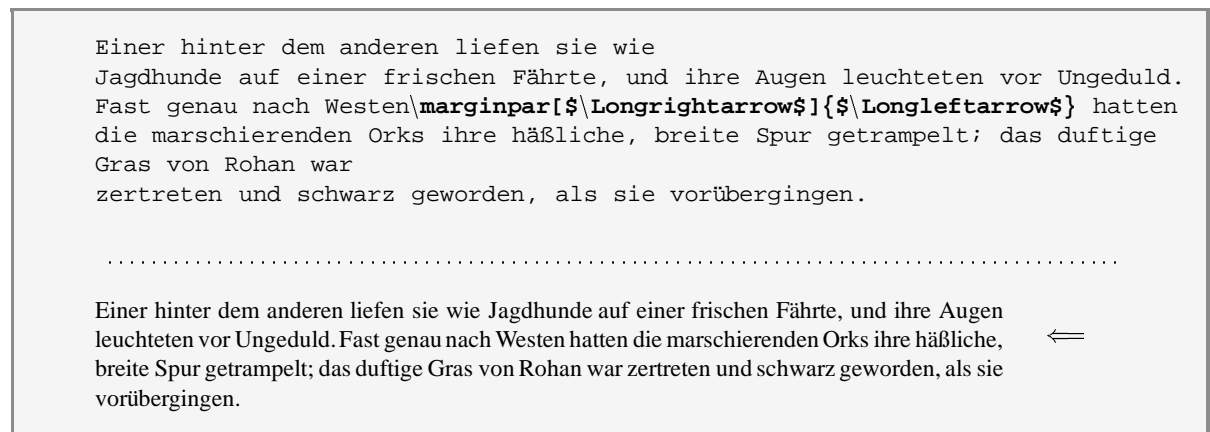 Einer hinter dem anderen liefen sie wie
Jagdhunde auf einer frischen Fährte, und ihre Augen leuchteten vor Ungeduld.
Fast genau nach Westen\marginpar[$\Longrightarrow$]{$\Longleftarrow$} hatten
die marschierenden Orks ihre häßliche, breite Spur getrampelt; das duftige
Gras von Rohan war
zertreten und schwarz geworden, als sie vorübergingen.
Einer hinter dem anderen liefen sie wie Jagdhunde auf einer frischen Fährte, und ihre Augen
leuchteten vor Ungeduld. Fast genau nach Westen hatten die marschierenden Orks ihre häßliche, ⟸
breite Spur getrampelt; das duftige Gras von Rohan war zertreten und schwarz geworden, als sie
vorübergingen.